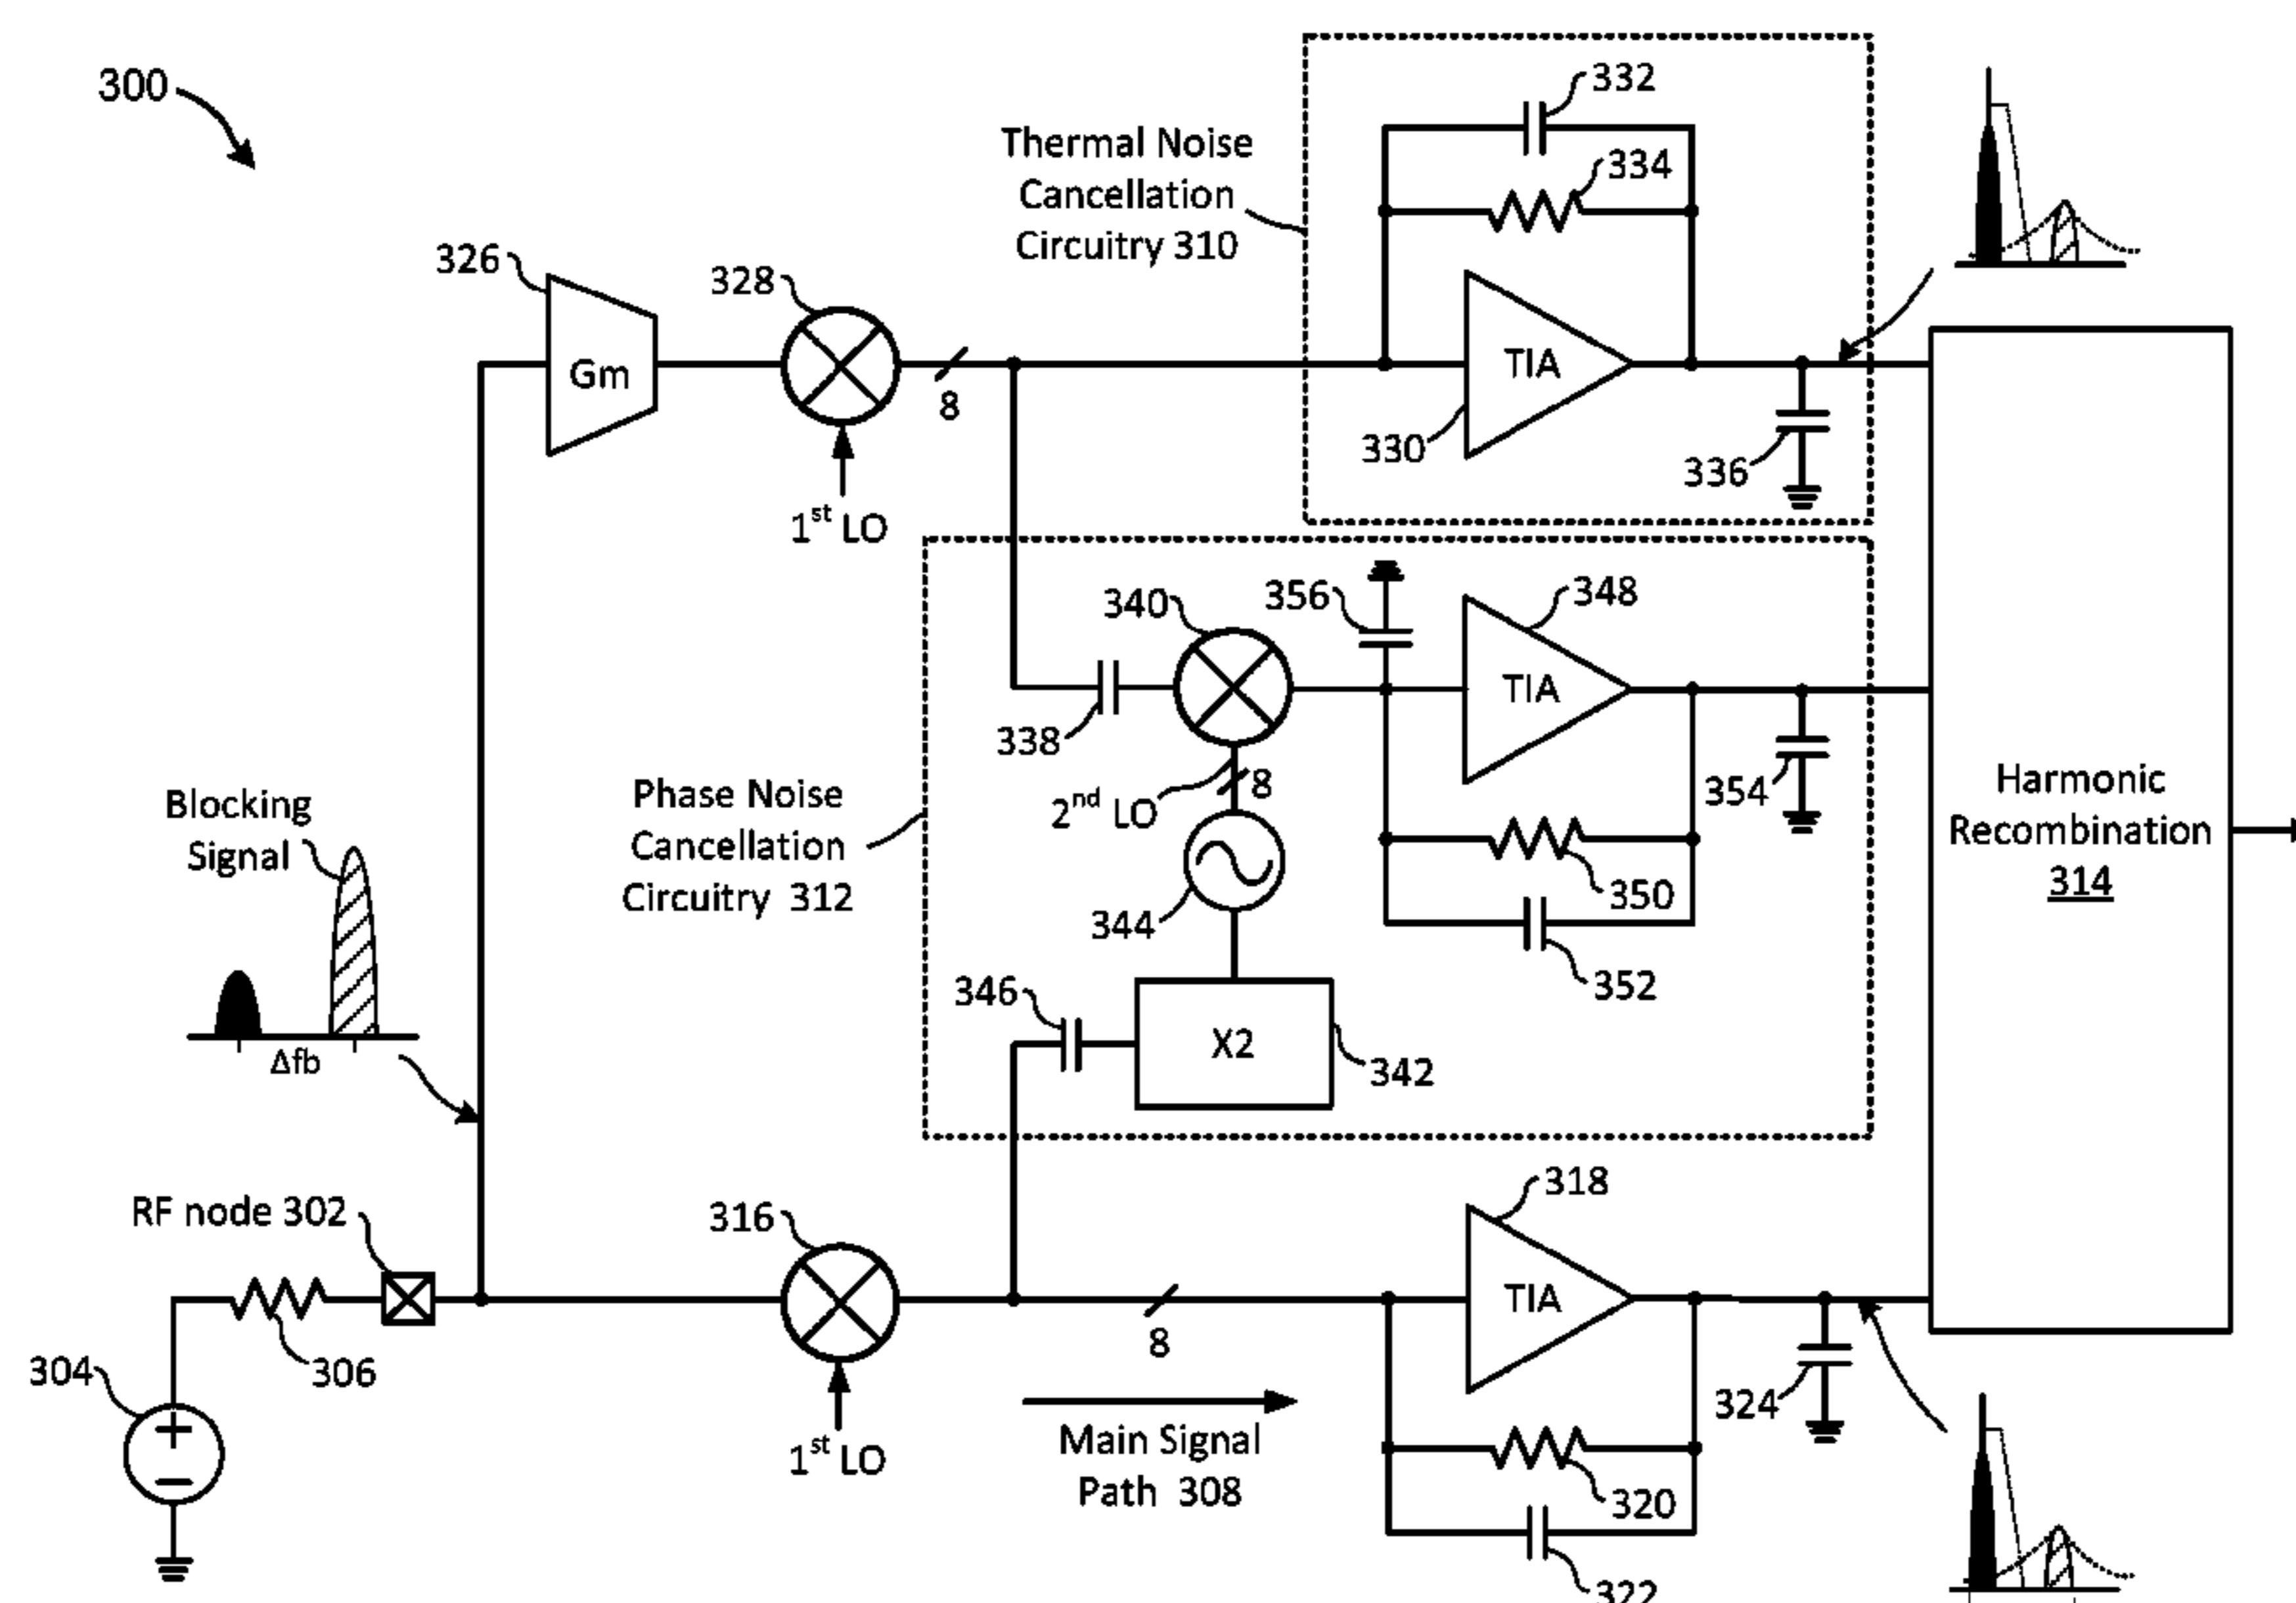 300
332
Thermal Noise
Cancellation
Circuitry 310
334
326
328
Gm
TIA
8
330
336
1st LO
340
356
348
TIA
338
2nd LO
8
354
Harmonic
Recombination
314
Blocking
Signal
Phase Noise
Cancellation
Circuitry 312
344
350
352
346
X2
342
Δfb
RF node 302
316
318
TIA
306
304
8
324
1st LO
Main Signal
Path 308
320
322